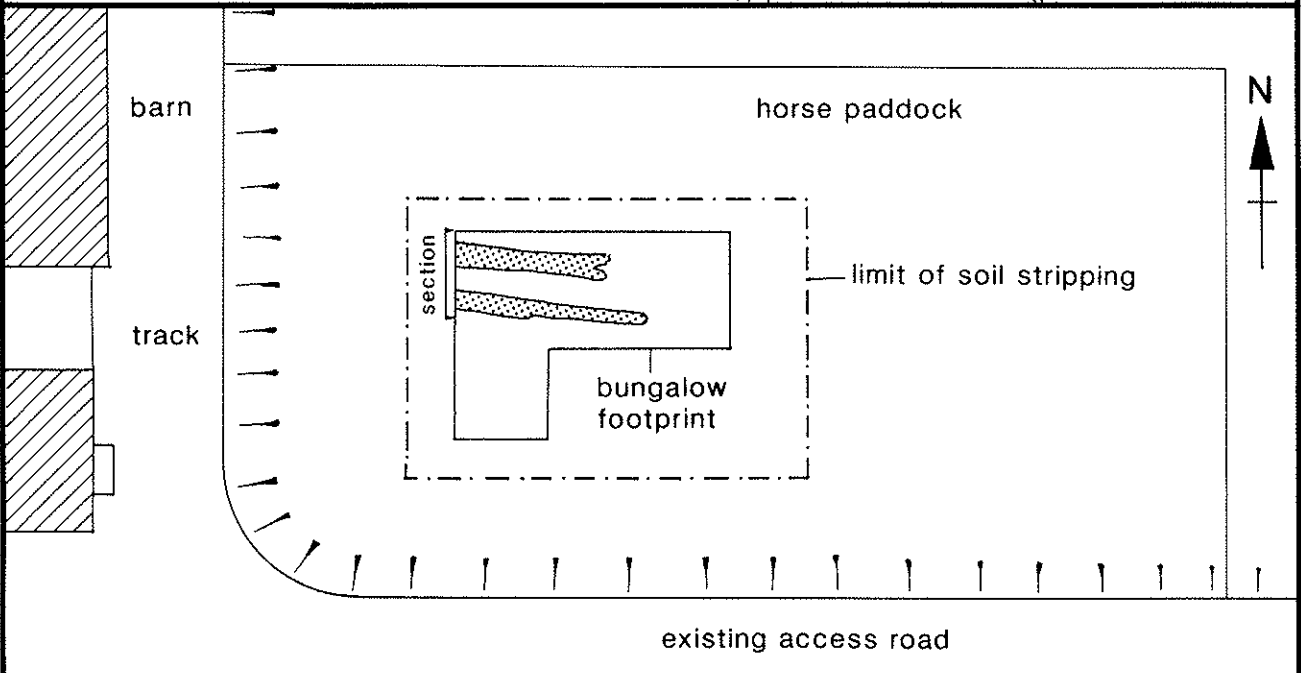 barn
horse paddock
N
section
limit of soil stripping
track
bungalow
footprint
existing access road